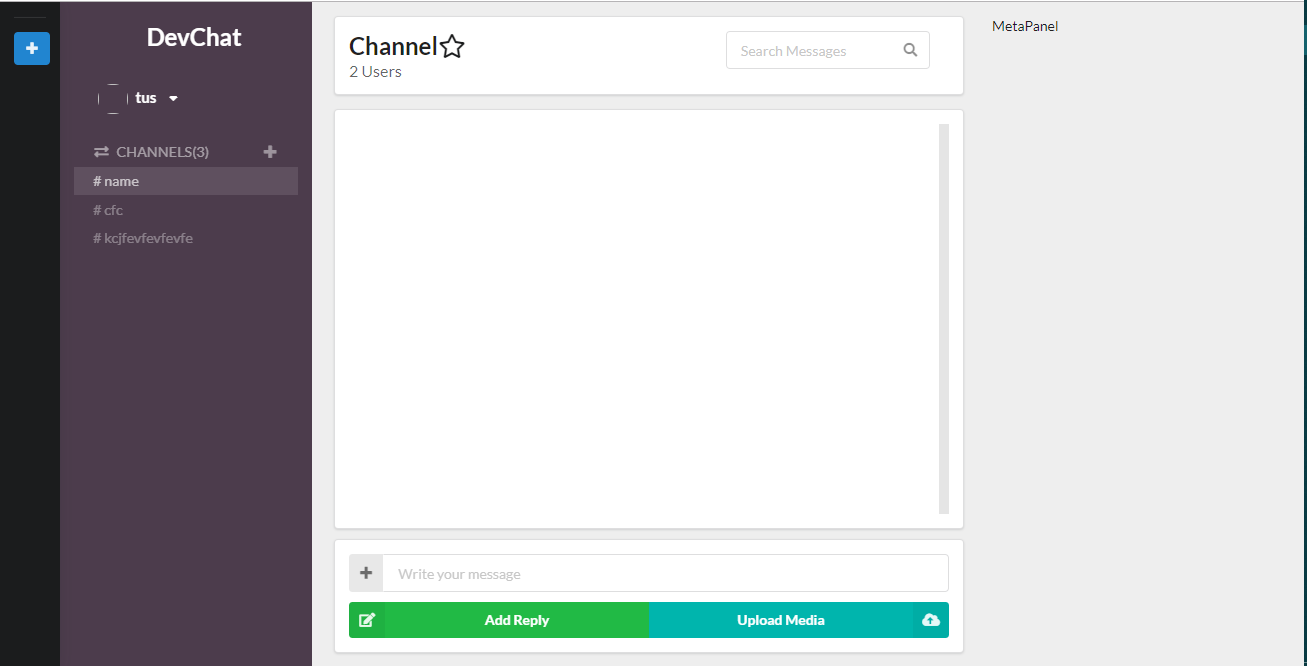 DevChat
tus
CHANNELS(3)
# name
# cfc
# kcjfevfevfevfe
Channel
2 Users
Search Messages
Write your message
Add Reply
Upload Media
MetaPanel